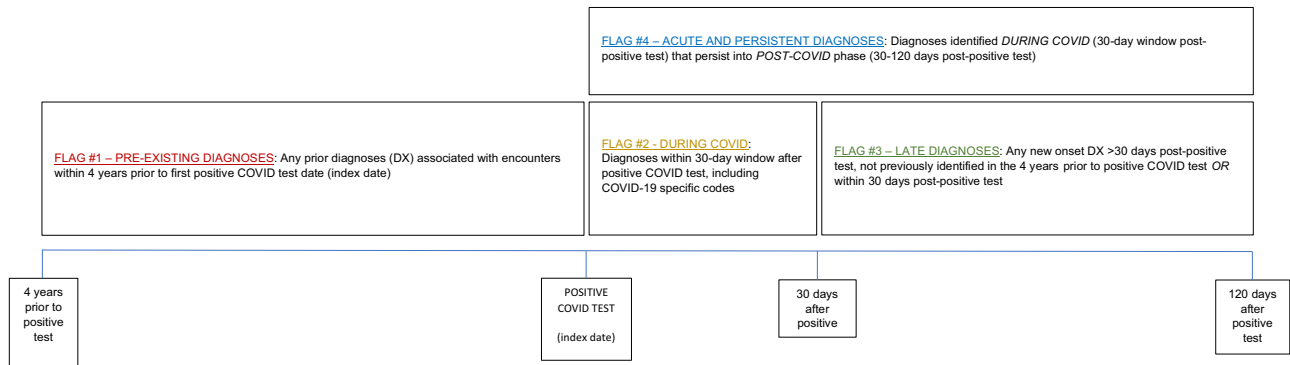 FLAG #4 – ACUTE AND PERSISTENT DIAGNOSES: Diagnoses identified DURING COVID (30-day window post-
positive test) that persist into POST-COVID phase (30-120 days post-positive test)
FLAG #1 – PRE-EXISTING DIAGNOSES: Any prior diagnoses (DX) associated with encounters
within 4 years prior to first positive COVID test date (index date)
FLAG #2 - DURING COVID:
Diagnoses within 30-day window after
positive COVID test, including
COVID-19 specific codes
FLAG #3 – LATE DIAGNOSES: Any new onset DX >30 days post-positive
test, not previously identified in the 4 years prior to positive COVID test OR
within 30 days post-positive test
4 years
prior to
positive
test
POSITIVE
COVID TEST
(index date)
30 days
after
positive
120 days
after
positive
test